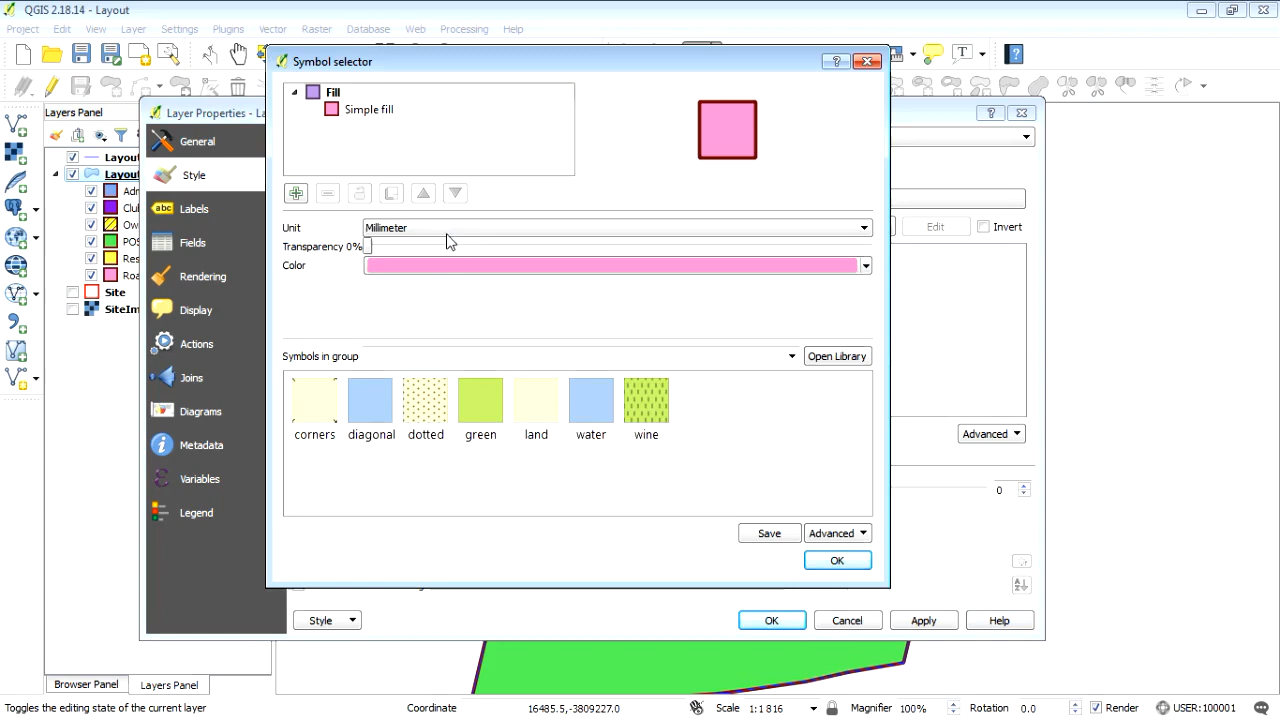 QGIS 2.18.14 - Layout
Project Edit View Layer Settings Plugins Vector Raster Database Web Processing Help
Symbol selector
Layers Panel
Layer Properties - La
Fill
Simple fill
General
Layout
Style
Layout
Unit Millimeter
Transparency 0%
Color
Edit
Invert
Labels
Fields
Rendering
Display
Actions
Joins
Diagrams
Metadata
Variables
Legend
Adm
Clu
Ow
POS
Res
Roa
Site
SiteIm
abc
Symbols in group
Open Library
corners diagonal dotted green land water wine
Advanced
0
Save Advanced
OK
Style OK Cancel Apply Help
Browser Panel Layers Panel
Toggles the editing state of the current layer Coordinate 16485.5,-3809227.0 Scale 1:1 816 Magnifier 100% Rotation 0.0 Render USER:100001